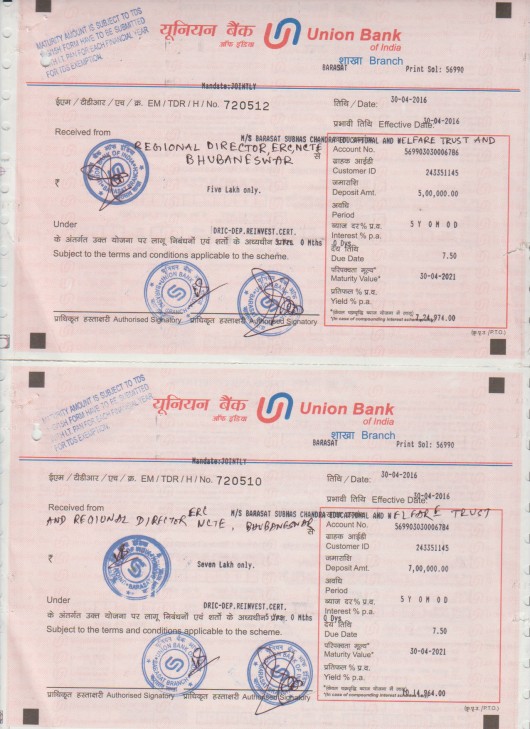 MATURITY AMOUNT IS SUBJECT TO TDS
FORM HAVE TO BE SUBMITTED
PAN FOR EACH FINANCIAL YEAR
FOR TDS EXEMPTION.
यूनियन बैंक Union Bank
ऑफ इंडिया of India
शाखा Branch
BARASAT Print Sol: 56990
Mandate:JOINTLY
ईएम / टीडीआर / एच / क्र. EM / TDR / H / No. 720512
तिथि / Date: 30-04-2016
प्रभावी तिथि Effective Date: 30-04-2016
Received from M/S BARASAT SUBHAS CHANDRA EDUCATIONAL AND WELFARE TRUST AND
REGIONAL DIRECTOR, ERC, NCTE से
BHUBANESWAR
Account No. 569903030006786
ग्राहक आईडी
Customer ID 243351145
जमाराशि
Deposit Amt. 5,00,000.00
₹ Five Lakh only.
अवधि
Period 5 Y 0 M 0 D
ब्याज दर% प्र.व.
Interest % p.a.
Under DRIC-DEP.REINVEST.CERT.
के अंतर्गत उक्त योजना पर लागू निबंधनों एवं शर्तों के अध्यधीन 5 Yrs 0 Mths 0 Dys
Subject to the terms and conditions applicable to the scheme.
देय तिथि
Due Date 7.50
परिपक्वता मूल्य*
Maturity Value* 30-04-2021
प्रतिफल % प्र.व.
Yield % p.a.
7,24,974.00
प्राधिकृत हस्ताक्षरी Authorised Signatory प्राधिकृत हस्ताक्षरी Authorised Signatory
(कृ.पृ.उ./P.T.O.)
MATURITY AMOUNT IS SUBJECT TO TDS
FORM HAVE TO BE SUBMITTED
PAN FOR EACH FINANCIAL YEAR
FOR TDS EXEMPTION.
यूनियन बैंक Union Bank
ऑफ इंडिया of India
शाखा Branch
BARASAT Print Sol: 56990
Mandate:JOINTLY
ईएम / टीडीआर / एच / क्र. EM / TDR / H / No. 720510
तिथि / Date: 30-04-2016
प्रभावी तिथि Effective Date: 30-04-2016
Received from M/S BARASAT SUBHAS CHANDRA EDUCATIONAL AND WELFARE TRUST
AND REGIONAL DIRECTOR ERC NCTE, BHUBANESWAR से
Account No. 569903030006784
ग्राहक आईडी
Customer ID 243351145
जमाराशि
Deposit Amt. 7,00,000.00
₹ Seven Lakh only.
अवधि
Period 5 Y 0 M 0 D
ब्याज दर% प्र.व.
Interest % p.a.
Under DRIC-DEP.REINVEST.CERT.
के अंतर्गत उक्त योजना पर लागू निबंधनों एवं शर्तों के अध्यधीन 0 Mths 0 Dys
Subject to the terms and conditions applicable to the scheme.
देय तिथि
Due Date 7.50
परिपक्वता मूल्य*
Maturity Value* 30-04-2021
प्रतिफल % प्र.व.
Yield % p.a.
10,14,964.00
प्राधिकृत हस्ताक्षरी Authorised Signatory प्राधिकृत हस्ताक्षरी Authorised Signatory
(कृ.पृ.उ./P.T.O.)